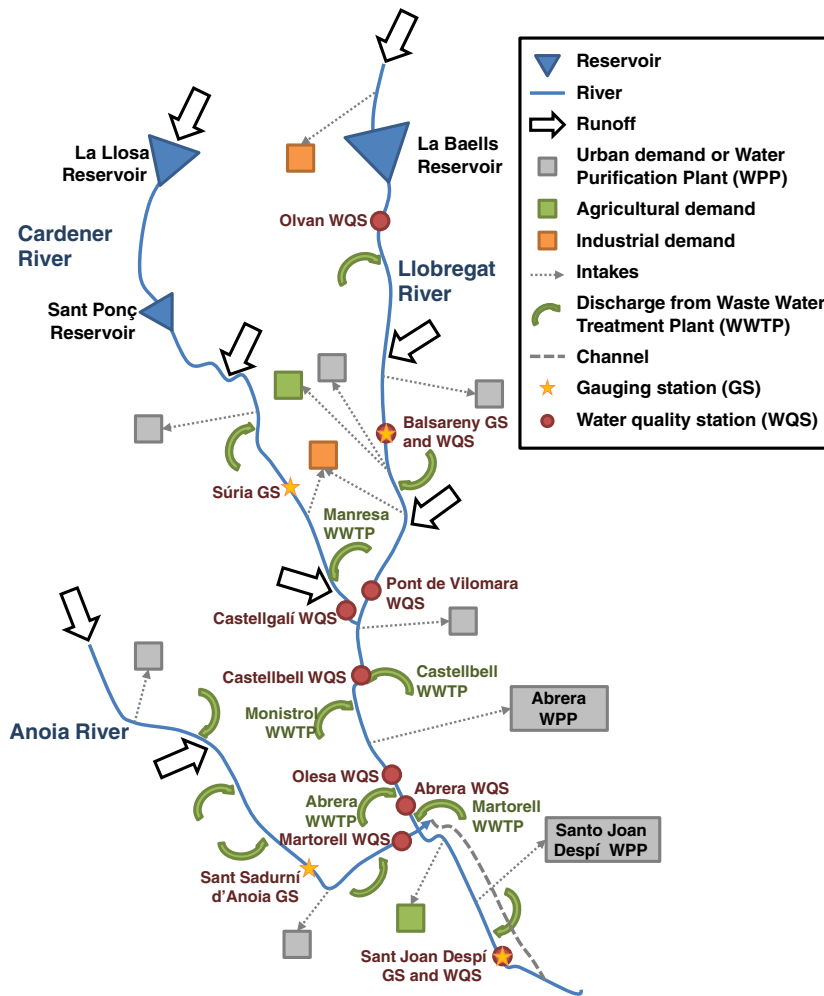 Reservoir
River
Runoff
Urban demand or Water
Purification Plant (WPP)
Agricultural demand
Industrial demand
Intakes
Discharge from Waste Water
Treatment Plant (WWTP)
Channel
Gauging station (GS)
Water quality station (WQS)
La Llosa
Reservoir
La Baells
Reservoir
Olvan WQS
Cardener
River
Llobregat
River
Sant Ponç
Reservoir
Balsareny GS
and WQS
Súria GS
Manresa
WWTP
Pont de Vilomara
WQS
Castellgalí WQS
Castellbell WQS
Castellbell
WWTP
Monistrol
WWTP
Abrera
WPP
Anoia River
Olesa WQS
Abrera WQS
Abrera
WWTP
Martorell
WWTP
Martorell WQS
Santo Joan
Despí WPP
Sant Sadurní
d'Anoia GS
Sant Joan Despí
GS and WQS